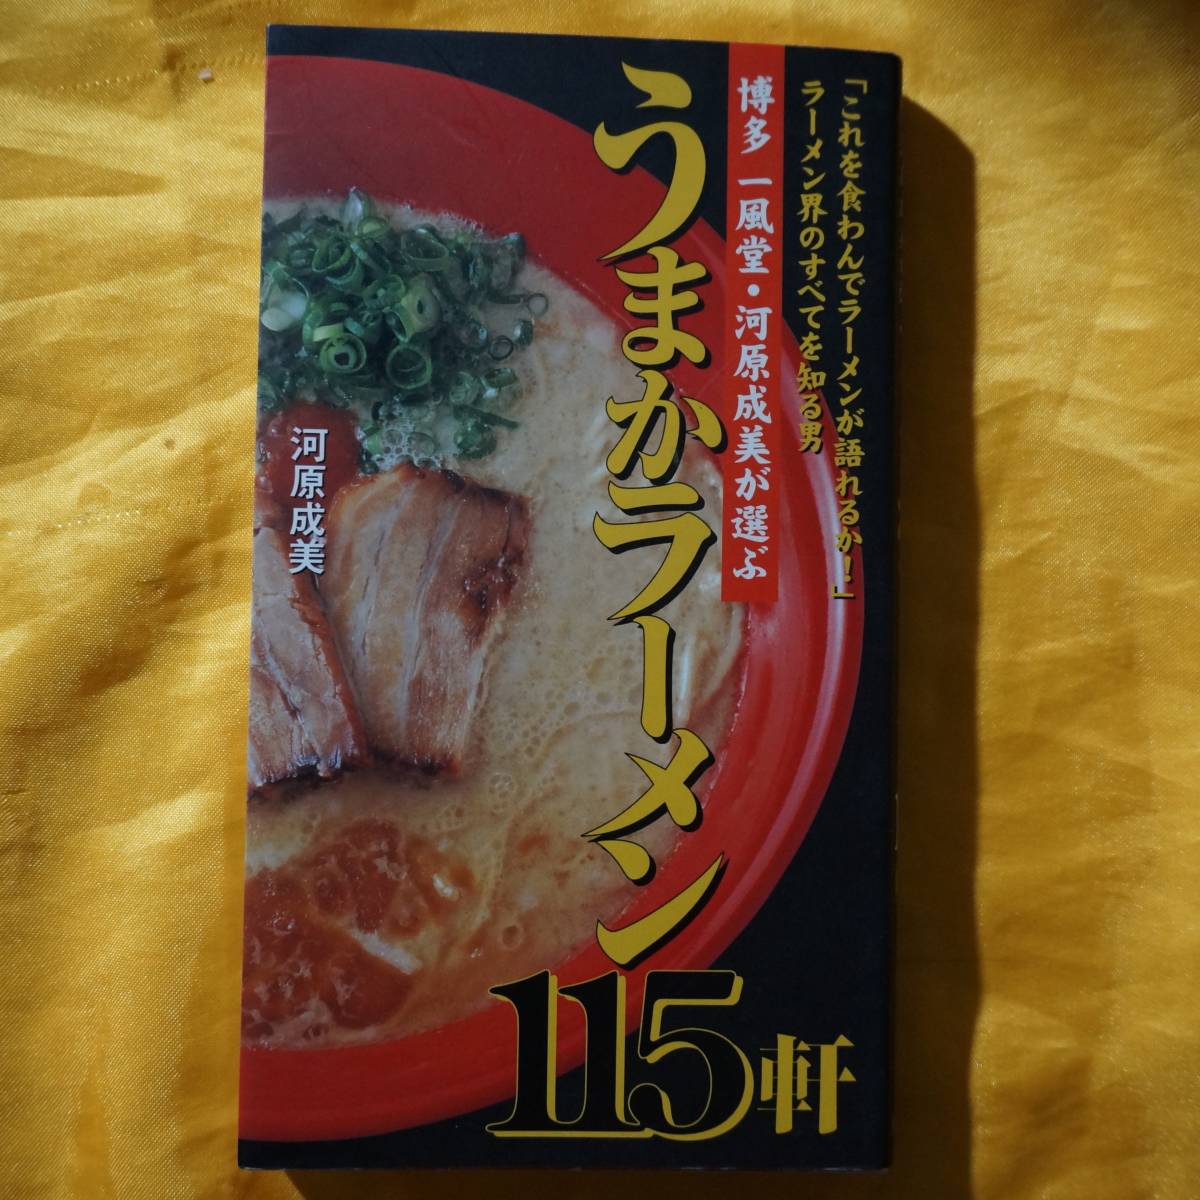 「これを食わんでラーメンが語れるか！」
ラーメン界のすべてを知る男
博多 一風堂・河原成美が選ぶ
うまかラーメン
115軒
河原成美